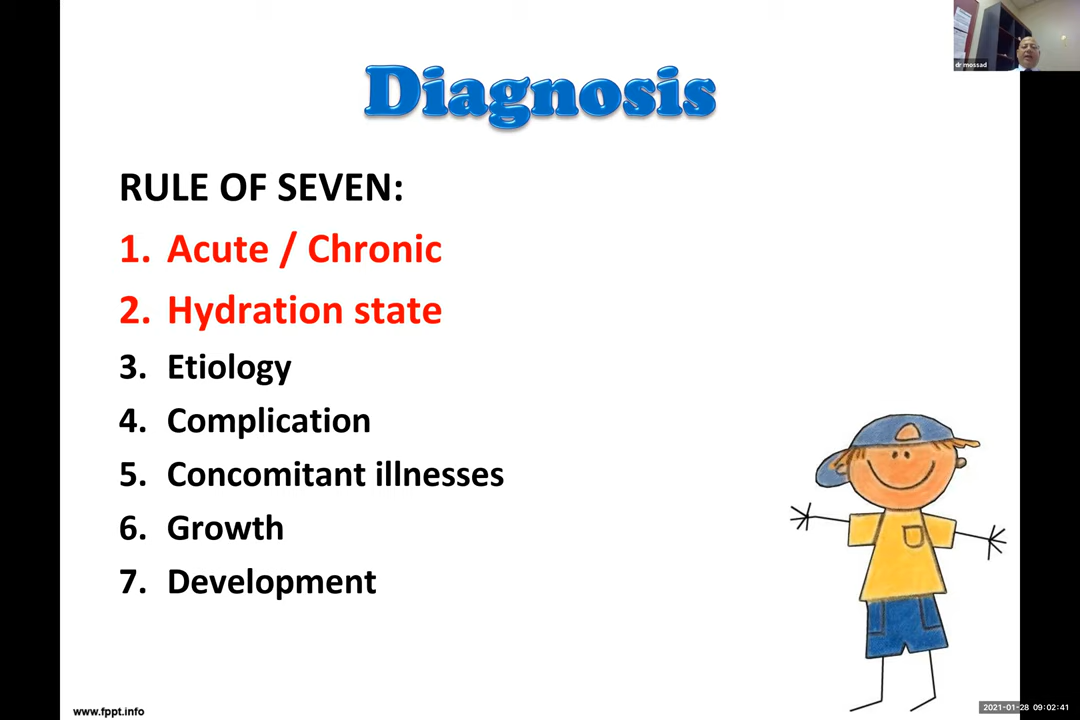 dr mossad
Diagnosis
RULE OF SEVEN:
1. Acute / Chronic
2. Hydration state
3. Etiology
4. Complication
5. Concomitant illnesses
6. Growth
7. Development
www.fppt.info
2021-01-28 09:02:41